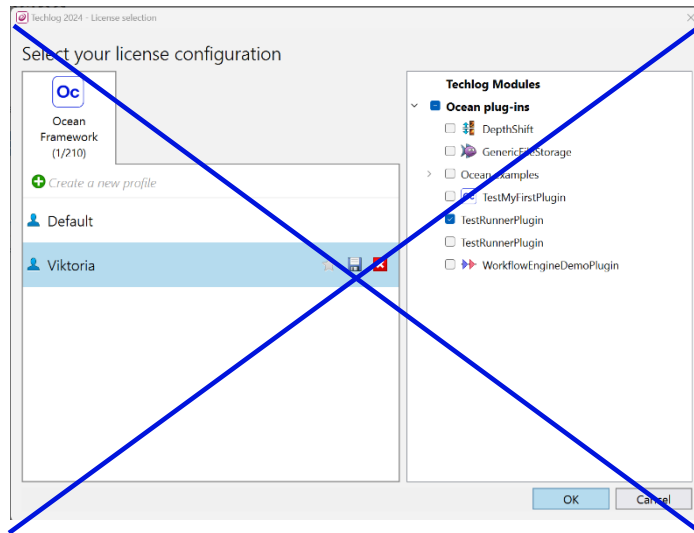 Techlog 2024 - License selection
Select your license configuration
Oc
Ocean
Framework
(1/210)
Create a new profile
Default
Viktoria
Techlog Modules
Ocean plug-ins
DepthShift
GenericFileStorage
Ocean examples
Oc TestMyFirstPlugin
TestRunnerPlugin
TestRunnerPlugin
WorkflowEngineDemoPlugin
OK
Cancel